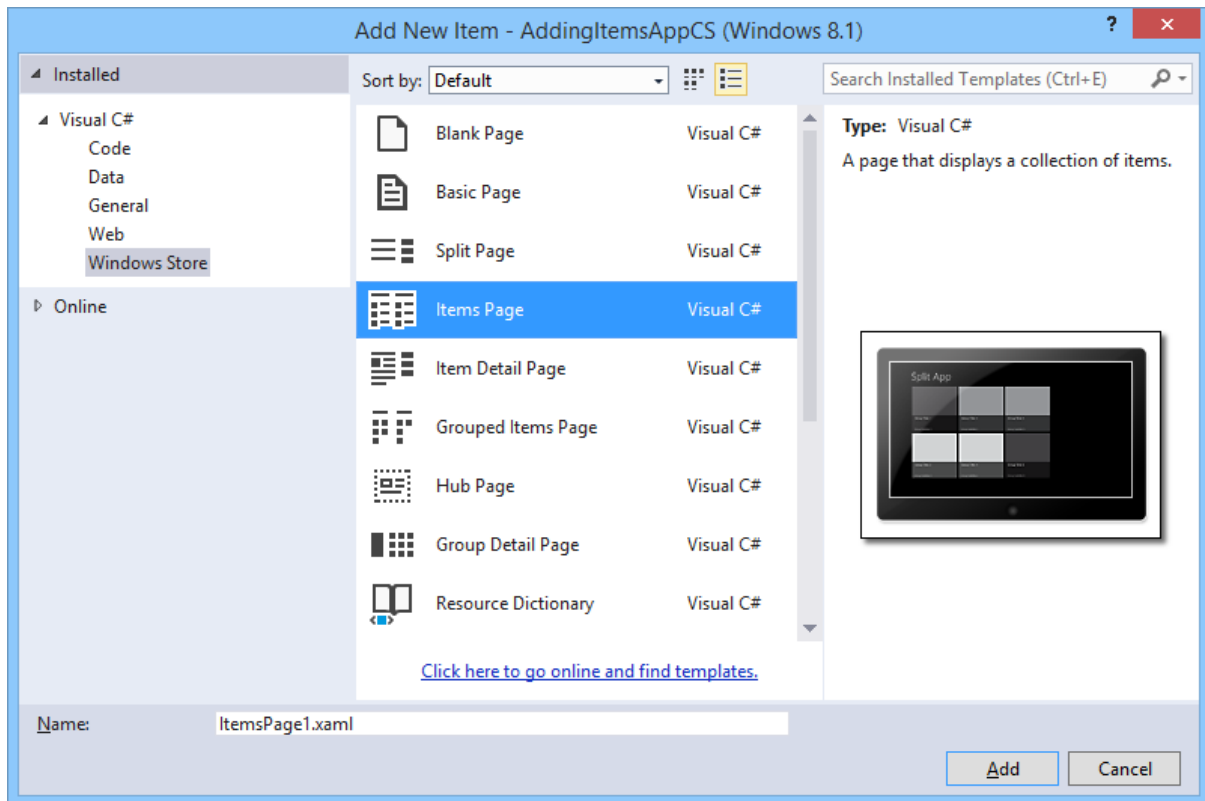 Add New Item - AddingItemsAppCS (Windows 8.1)
?
Installed
Sort by: Default
Search Installed Templates (Ctrl+E)
Visual C#
Code
Data
General
Web
Windows Store
Online
Blank Page Visual C#
Basic Page Visual C#
Split Page Visual C#
Items Page Visual C#
Item Detail Page Visual C#
Grouped Items Page Visual C#
Hub Page Visual C#
Group Detail Page Visual C#
Resource Dictionary Visual C#
Click here to go online and find templates.
Type: Visual C#
A page that displays a collection of items.
Split App
Name: ItemsPage1.xaml
Add Cancel